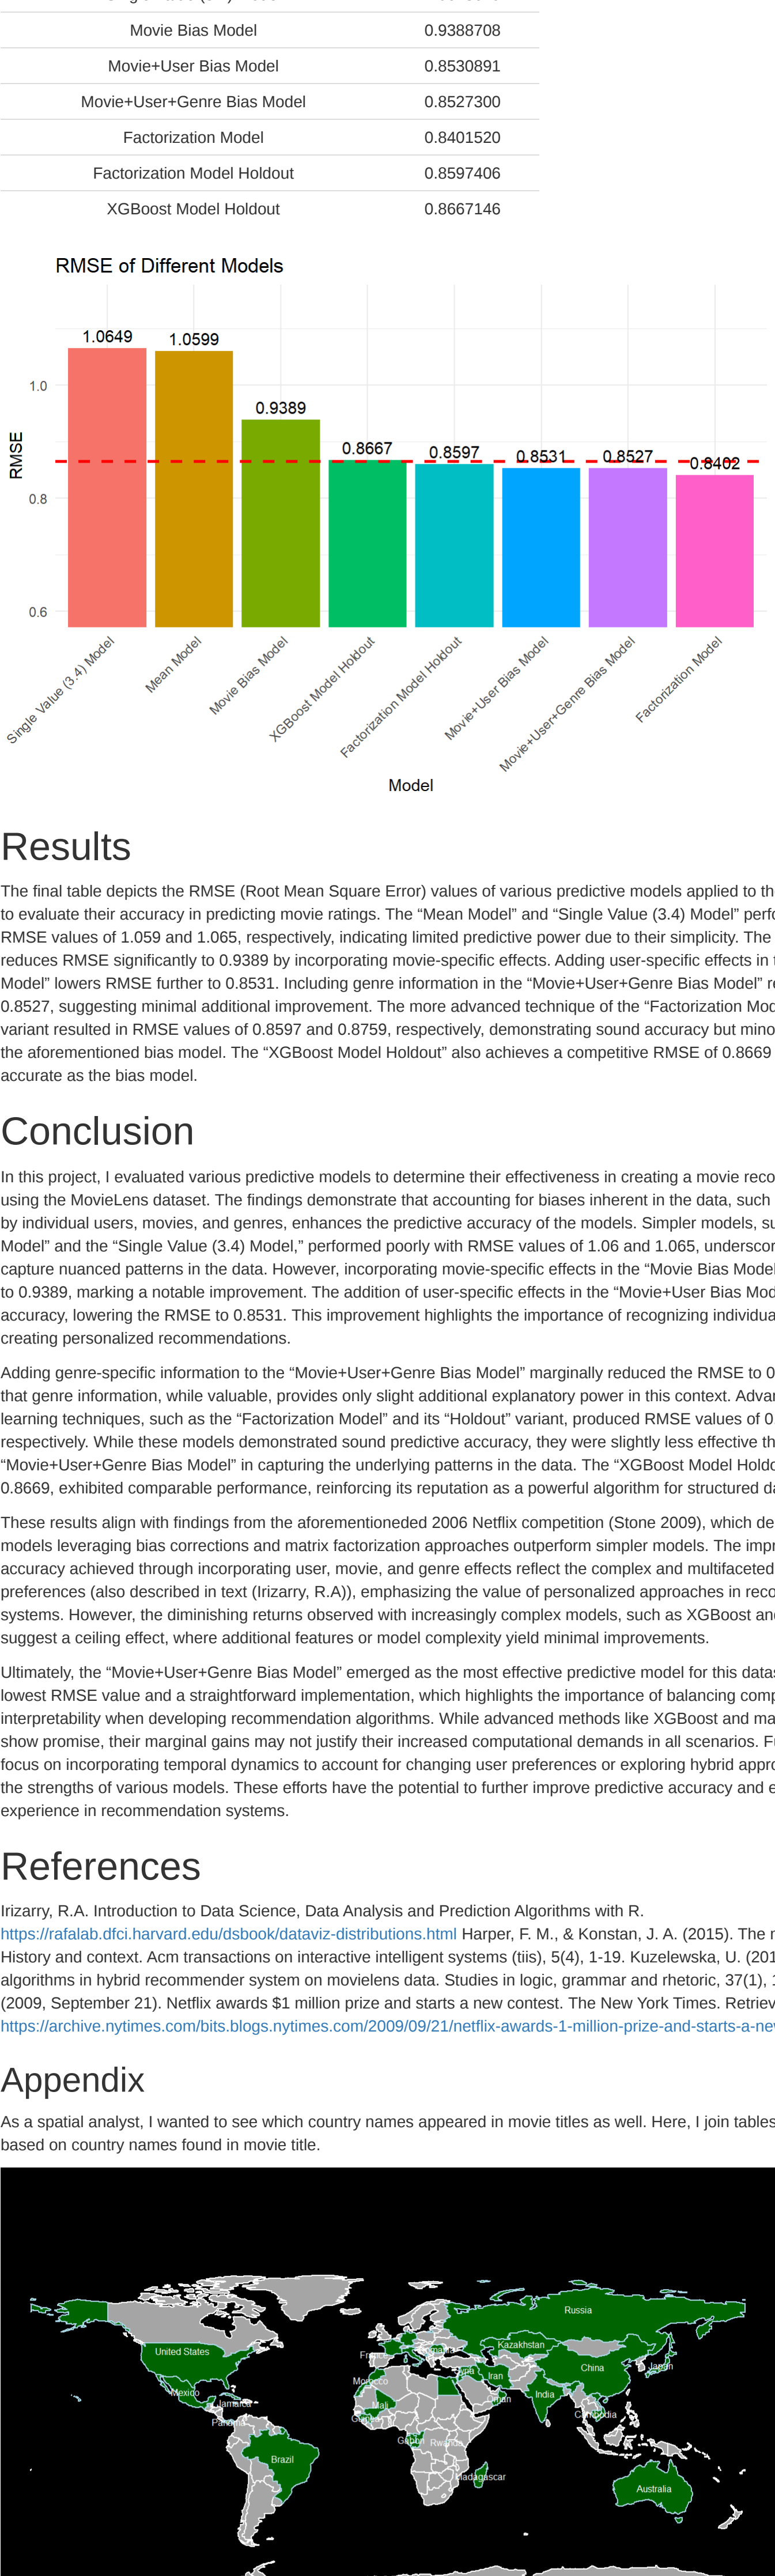 Movie Bias Model 0.9388708
Movie+User Bias Model 0.8530891
Movie+User+Genre Bias Model 0.8527300
Factorization Model 0.8401520
Factorization Model Holdout 0.8597406
XGBoost Model Holdout 0.8667146
RMSE of Different Models
1.0649
1.0599
0.9389
0.8667
0.8597
0.8531
0.8527
0.8402
1.0
0.8
0.6
RMSE
Single Value (3.4) Model
Mean Model
Movie Bias Model
XGBoost Model Holdout
Factorization Model Holdout
Movie+User Bias Model
Movie+User+Genre Bias Model
Factorization Model
Model
Results
The final table depicts the RMSE (Root Mean Square Error) values of various predictive models applied to th
to evaluate their accuracy in predicting movie ratings. The “Mean Model” and “Single Value (3.4) Model” perfo
RMSE values of 1.059 and 1.065, respectively, indicating limited predictive power due to their simplicity. The
reduces RMSE significantly to 0.9389 by incorporating movie-specific effects. Adding user-specific effects in
Model” lowers RMSE further to 0.8531. Including genre information in the “Movie+User+Genre Bias Model” re
0.8527, suggesting minimal additional improvement. The more advanced technique of the “Factorization Mod
variant resulted in RMSE values of 0.8597 and 0.8759, respectively, demonstrating sound accuracy but mino
the aforementioned bias model. The “XGBoost Model Holdout” also achieves a competitive RMSE of 0.8669
accurate as the bias model.
Conclusion
In this project, I evaluated various predictive models to determine their effectiveness in creating a movie reco
using the MovieLens dataset. The findings demonstrate that accounting for biases inherent in the data, such
by individual users, movies, and genres, enhances the predictive accuracy of the models. Simpler models, su
Model” and the “Single Value (3.4) Model,” performed poorly with RMSE values of 1.06 and 1.065, underscor
capture nuanced patterns in the data. However, incorporating movie-specific effects in the “Movie Bias Model
to 0.9389, marking a notable improvement. The addition of user-specific effects in the “Movie+User Bias Mod
accuracy, lowering the RMSE to 0.8531. This improvement highlights the importance of recognizing individua
creating personalized recommendations.
Adding genre-specific information to the “Movie+User+Genre Bias Model” marginally reduced the RMSE to 0
that genre information, while valuable, provides only slight additional explanatory power in this context. Advan
learning techniques, such as the “Factorization Model” and its “Holdout” variant, produced RMSE values of 0
respectively. While these models demonstrated sound predictive accuracy, they were slightly less effective th
“Movie+User+Genre Bias Model” in capturing the underlying patterns in the data. The “XGBoost Model Holdo
0.8669, exhibited comparable performance, reinforcing its reputation as a powerful algorithm for structured da
These results align with findings from the aforementioneded 2006 Netflix competition (Stone 2009), which de
models leveraging bias corrections and matrix factorization approaches outperform simpler models. The impr
accuracy achieved through incorporating user, movie, and genre effects reflect the complex and multifaceted
preferences (also described in text (Irizarry, R.A)), emphasizing the value of personalized approaches in reco
systems. However, the diminishing returns observed with increasingly complex models, such as XGBoost and
suggest a ceiling effect, where additional features or model complexity yield minimal improvements.
Ultimately, the “Movie+User+Genre Bias Model” emerged as the most effective predictive model for this datas
lowest RMSE value and a straightforward implementation, which highlights the importance of balancing comp
interpretability when developing recommendation algorithms. While advanced methods like XGBoost and ma
show promise, their marginal gains may not justify their increased computational demands in all scenarios. Fu
focus on incorporating temporal dynamics to account for changing user preferences or exploring hybrid appro
the strengths of various models. These efforts have the potential to further improve predictive accuracy and e
experience in recommendation systems.
References
Irizarry, R.A. Introduction to Data Science, Data Analysis and Prediction Algorithms with R.
https://rafalab.dfci.harvard.edu/dsbook/dataviz-distributions.html Harper, F. M., & Konstan, J. A. (2015). The m
History and context. Acm transactions on interactive intelligent systems (tiis), 5(4), 1-19. Kuzelewska, U. (201
algorithms in hybrid recommender system on movielens data. Studies in logic, grammar and rhetoric, 37(1), 1
(2009, September 21). Netflix awards $1 million prize and starts a new contest. The New York Times. Retriev
https://archive.nytimes.com/bits.blogs.nytimes.com/2009/09/21/netflix-awards-1-million-prize-and-starts-a-nev
Appendix
As a spatial analyst, I wanted to see which country names appeared in movie titles as well. Here, I join tables
based on country names found in movie title.
Russia
United States
Kazakhstan
China
Japan
Iran
Morocco
Mexico
Mali
Oman
India
Jamaica
Panama
Cambodia
Gabon
Rwanda
Brazil
Madagascar
Australia